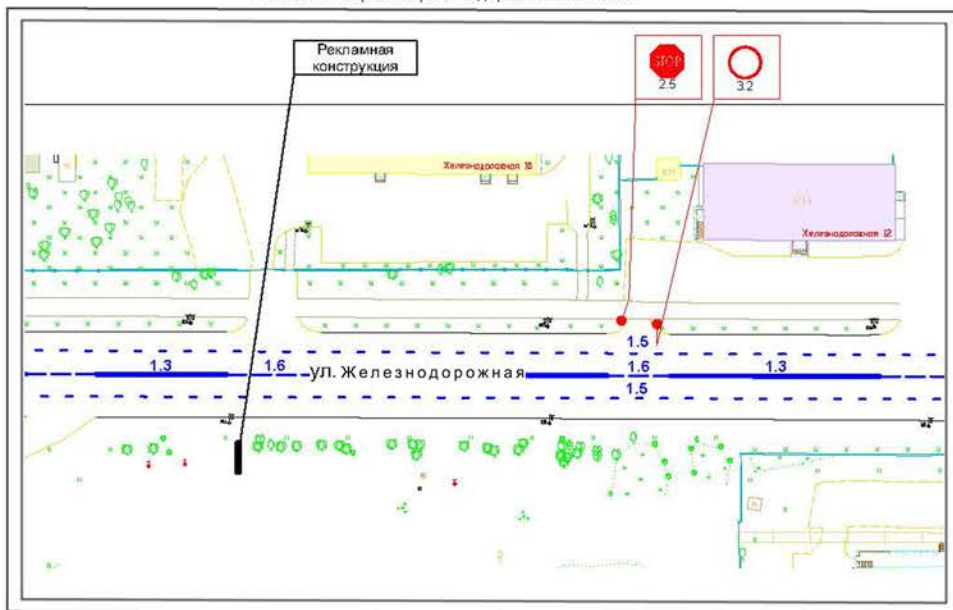 Рекламная
конструкция
STOP
2.5
3.2
Железнодорожная 10
Железнодорожная 12
1.5
1.3
1.6
ул. Железнодорожная
1.6
1.3
1.5